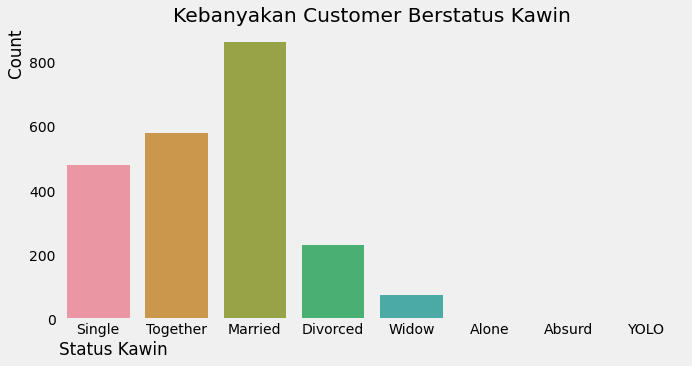 Kebanyakan Customer Berstatus Kawin
Count
800
600
400
200
0
Single Together Married Divorced Widow Alone Absurd YOLO
Status Kawin